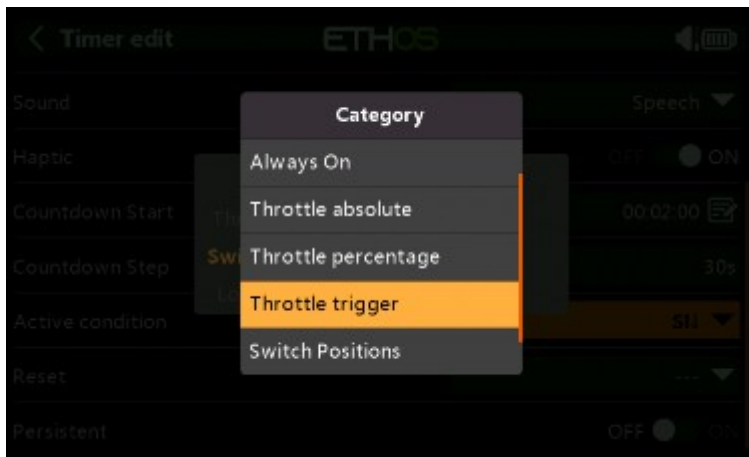 Timer edit
ETHOS
Sound
Speech
Category
Haptic
OFF ON
Always On
Countdown Start
00:02:00
Throttle absolute
Countdown Step
30s
Throttle percentage
Active condition
Throttle trigger
Reset
---
Switch Positions
Persistent
OFF ON